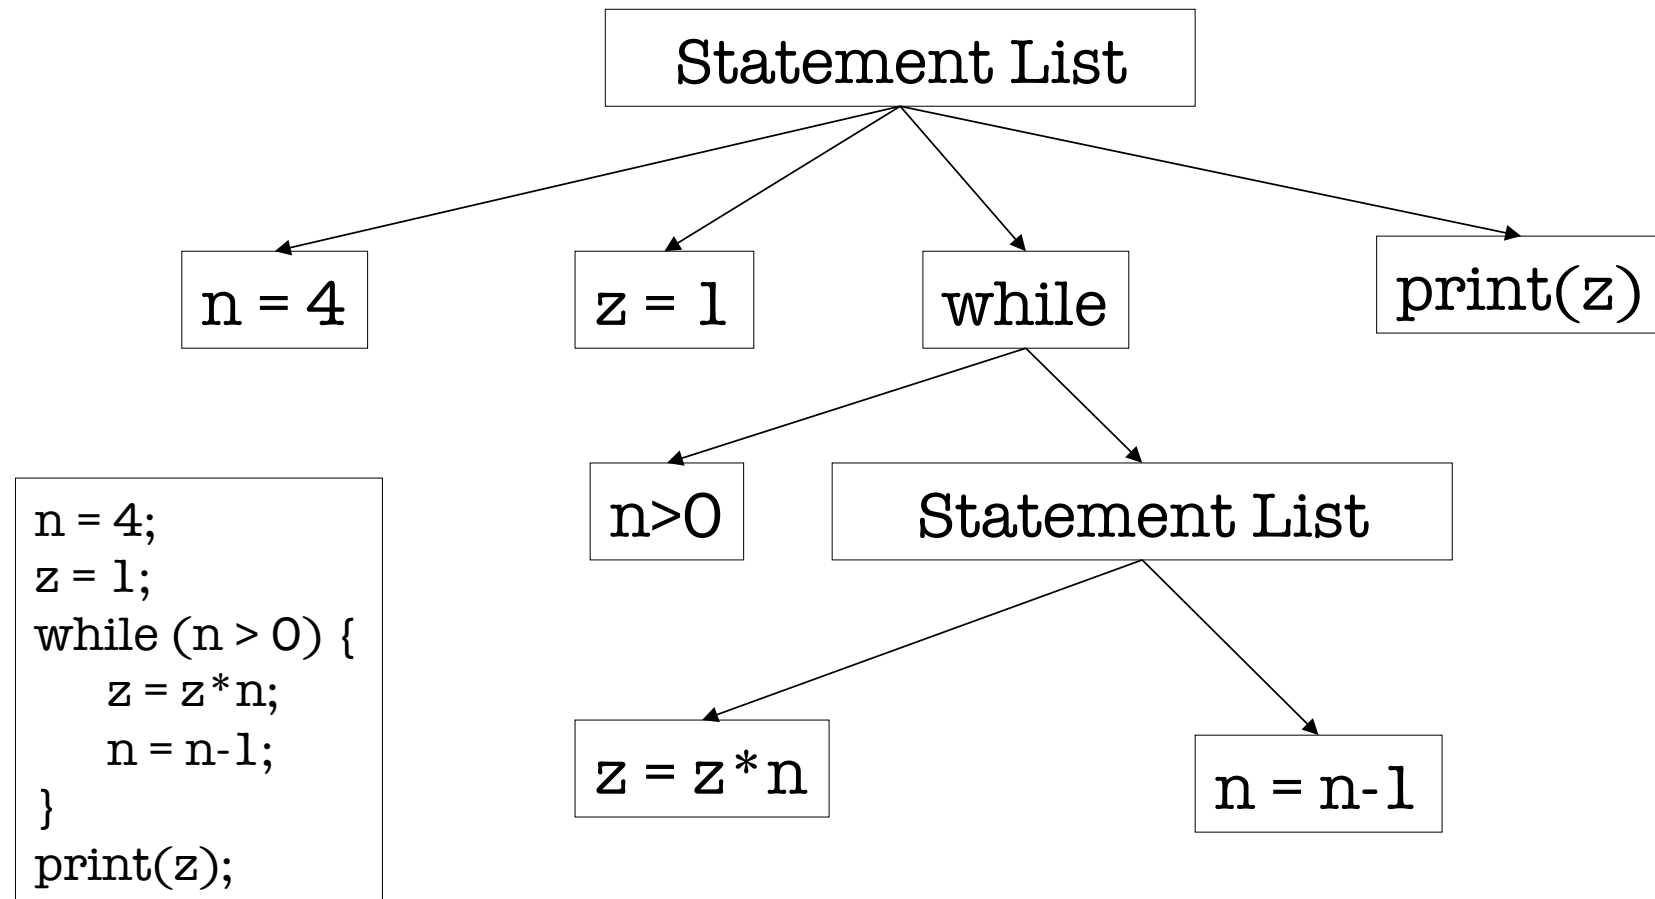 Statement List
n = 4
z = 1
while
print(z)
n>0
Statement List
z = z*n
n = n-1
n = 4;
z = 1;
while (n > 0) {
z = z*n;
n = n-1;
}
print(z);